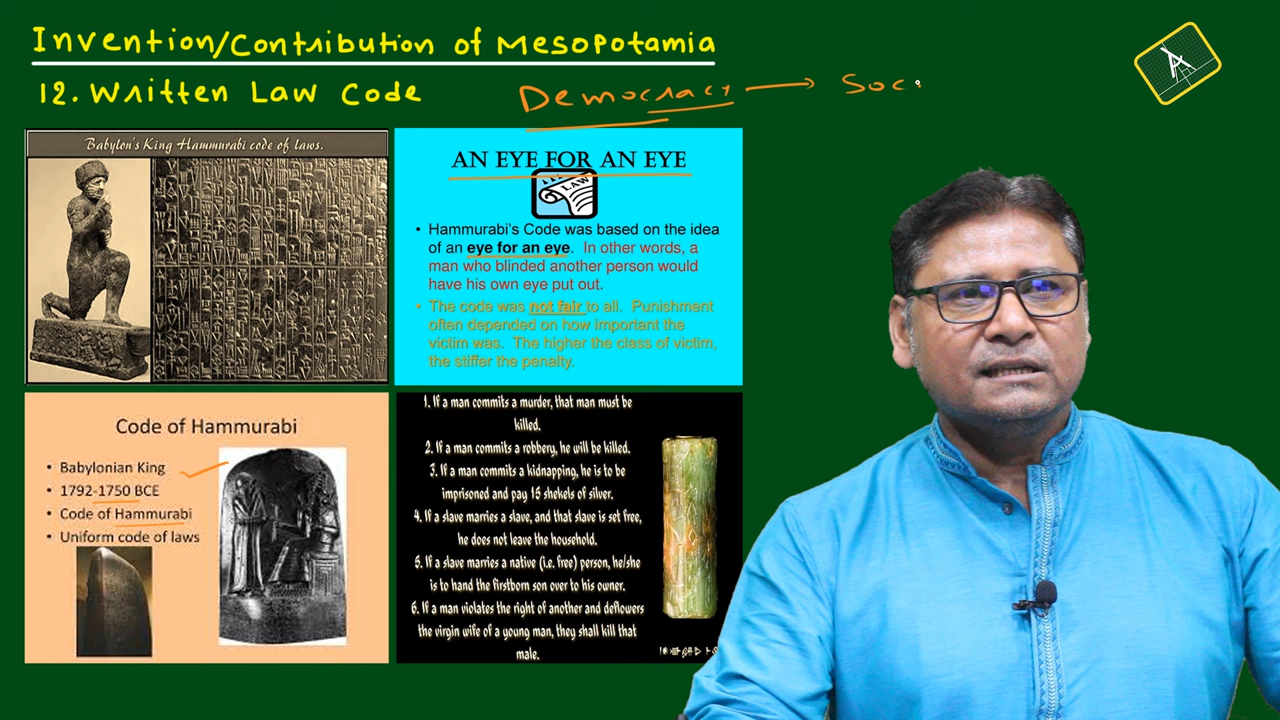 Invention/Contribution of Mesopotamia
12. Written Law Code
Democracy → Soc
Babylon's King Hammurabi code of laws.
AN EYE FOR AN EYE
LAW
• Hammurabi's Code was based on the idea
of an eye for an eye. In other words, a
man who blinded another person would
have his own eye put out.
• The code was not fair to all. Punishment
often depended on how important the
victim was. The higher the class of victim,
the stiffer the penalty.
Code of Hammurabi
• Babylonian King
• 1792-1750 BCE
• Code of Hammurabi
• Uniform code of laws
1. If a man commits a murder, that man must be
killed.
2. If a man commits a robbery, he will be killed.
3. If a man commits a kidnapping, he is to be
imprisoned and pay 15 shekels of silver.
4. If a slave marries a slave, and that slave is set free,
he does not leave the household.
5. If a slave marries a native (i.e. free) person, he/she
is to hand the firstborn son over to his owner.
6. If a man violates the right of another and deflowers
the virgin wife of a young man, they shall kill that
male.